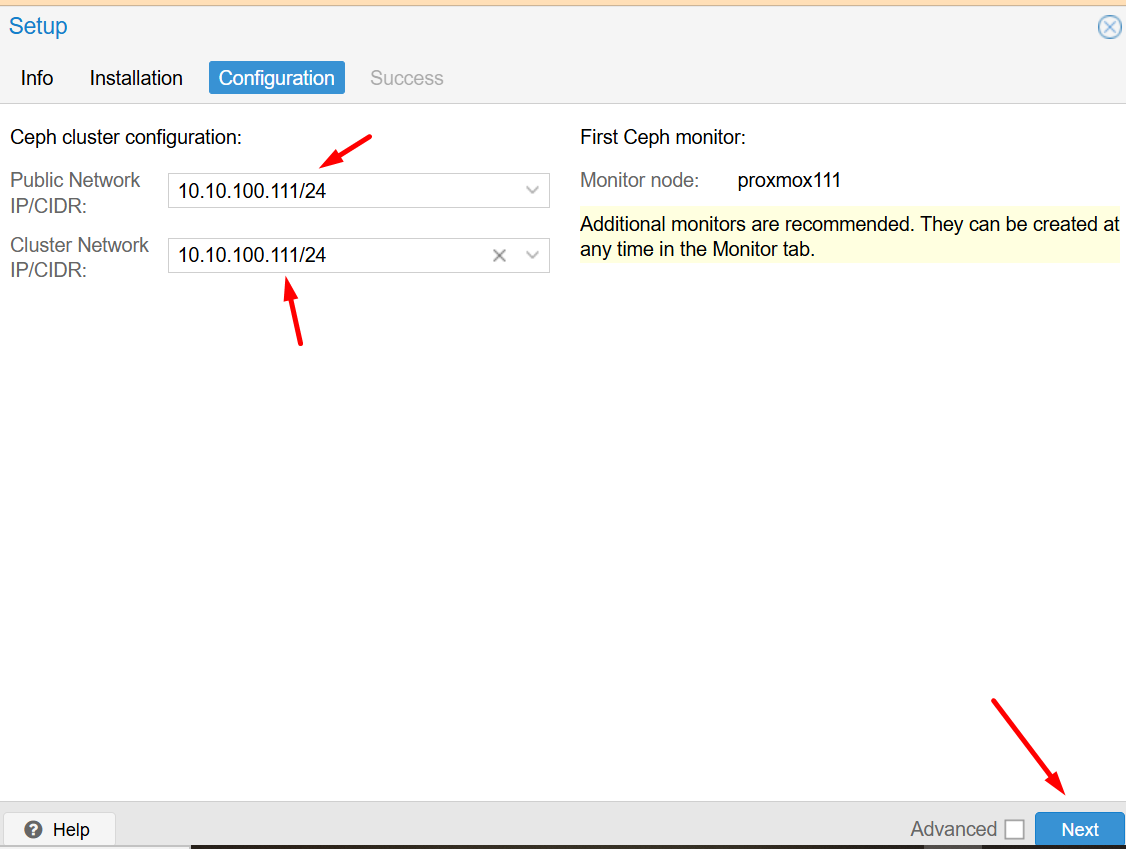 Setup
Info Installation Configuration Success
Ceph cluster configuration:
Public Network
IP/CIDR:
10.10.100.111/24
Cluster Network
IP/CIDR:
10.10.100.111/24
First Ceph monitor:
Monitor node: proxmox111
Additional monitors are recommended. They can be created at
any time in the Monitor tab.
Help
Advanced
Next